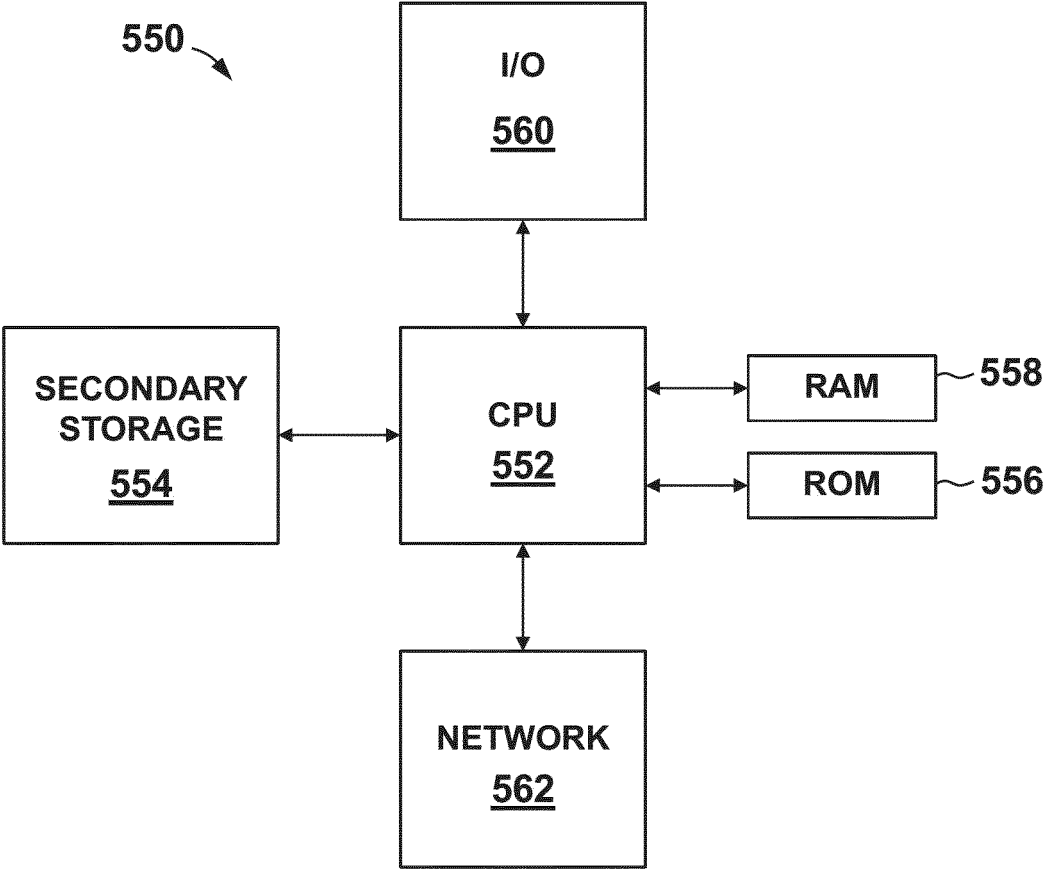 550
I/O
560
SECONDARY
STORAGE
554
CPU
552
RAM
558
ROM
556
NETWORK
562